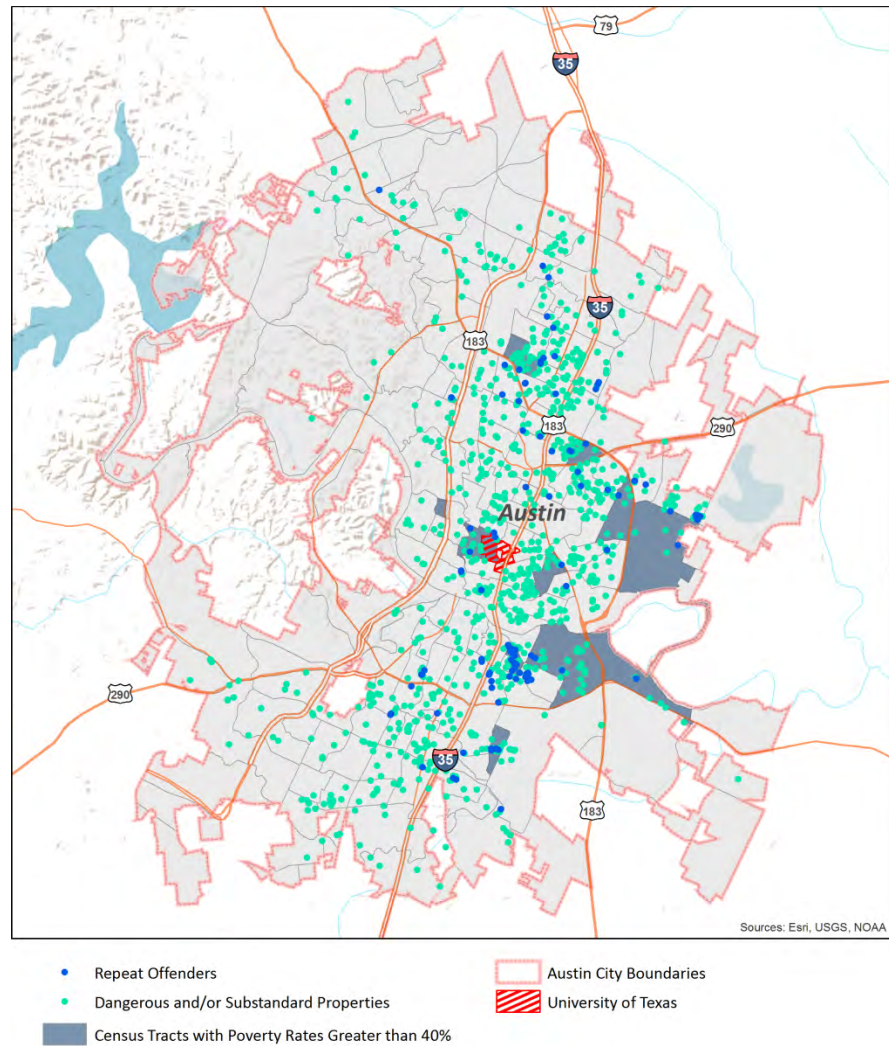 79
35
35
183
183
290
Austin
290
35
183
Sources: Esri, USGS, NOAA
Repeat Offenders
Austin City Boundaries
Dangerous and/or Substandard Properties
University of Texas
Census Tracts with Poverty Rates Greater than 40%